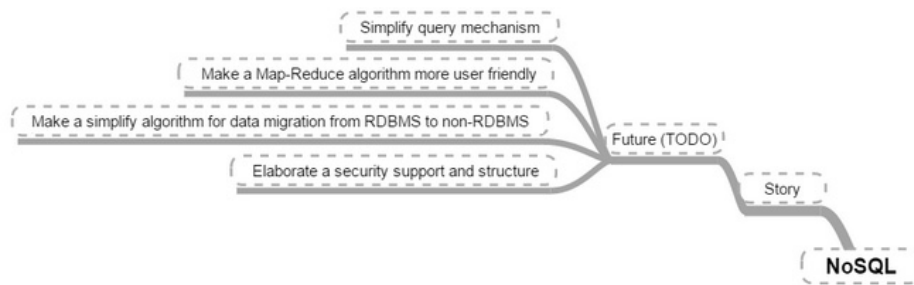 Simplify query mechanism
Make a Map-Reduce algorithm more user friendly
Make a simplify algorithm for data migration from RDBMS to non-RDBMS
Future (TODO)
Elaborate a security support and structure
Story
NoSQL